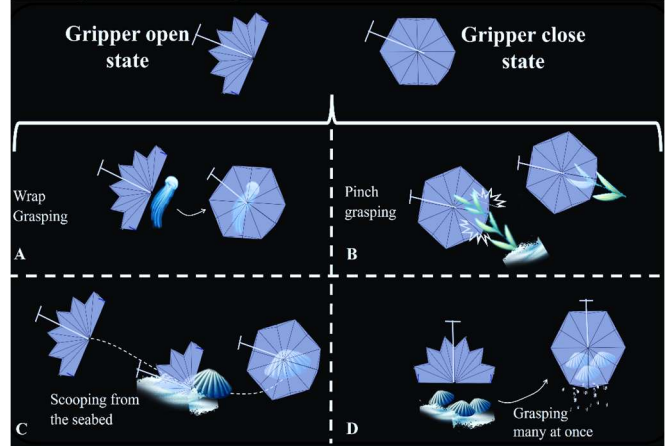 Gripper open
state
Gripper close
state
Wrap
Grasping
A
Pinch
grasping
B
Scooping from
the seabed
C
Grasping
many at once
D